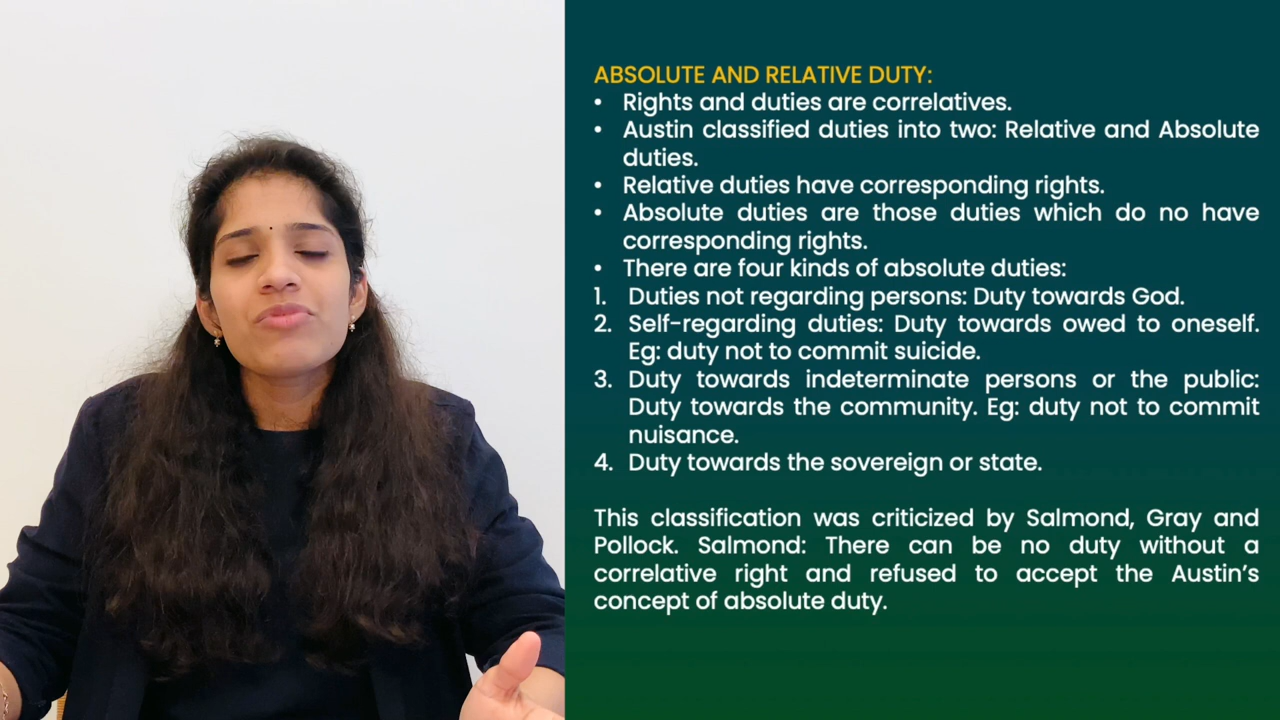 ABSOLUTE AND RELATIVE DUTY:
• Rights and duties are correlatives.
• Austin classified duties into two: Relative and Absolute
duties.
• Relative duties have corresponding rights.
• Absolute duties are those duties which do no have
corresponding rights.
• There are four kinds of absolute duties:
1. Duties not regarding persons: Duty towards God.
2. Self-regarding duties: Duty towards owed to oneself.
Eg: duty not to commit suicide.
3. Duty towards indeterminate persons or the public:
Duty towards the community. Eg: duty not to commit
nuisance.
4. Duty towards the sovereign or state.
This classification was criticized by Salmond, Gray and
Pollock. Salmond: There can be no duty without a
correlative right and refused to accept the Austin's
concept of absolute duty.